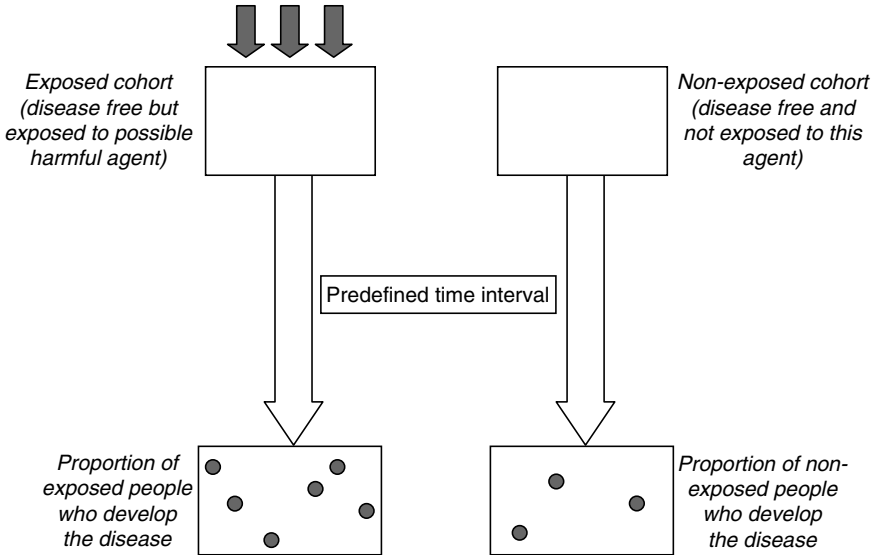 Exposed cohort
(disease free but
exposed to possible
harmful agent)
Non-exposed cohort
(disease free and
not exposed to this
agent)
Predefined time interval
Proportion of
exposed people
who develop
the disease
Proportion of non-
exposed people
who develop
the disease